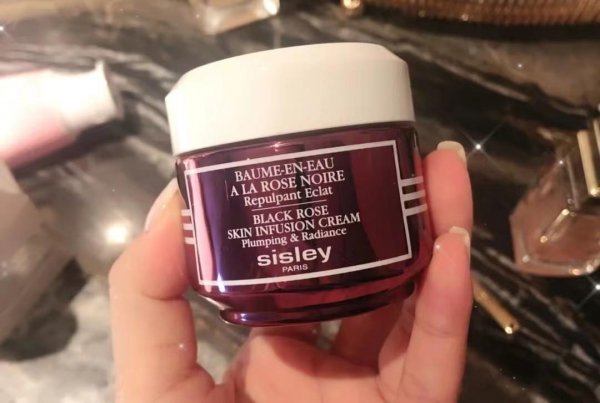 BAUME-EN-EAU
A LA ROSE NOIRE
Repulpant Eclat
BLACK ROSE
SKIN INFUSION CREAM
Plumping & Radiance
sisley
PARIS